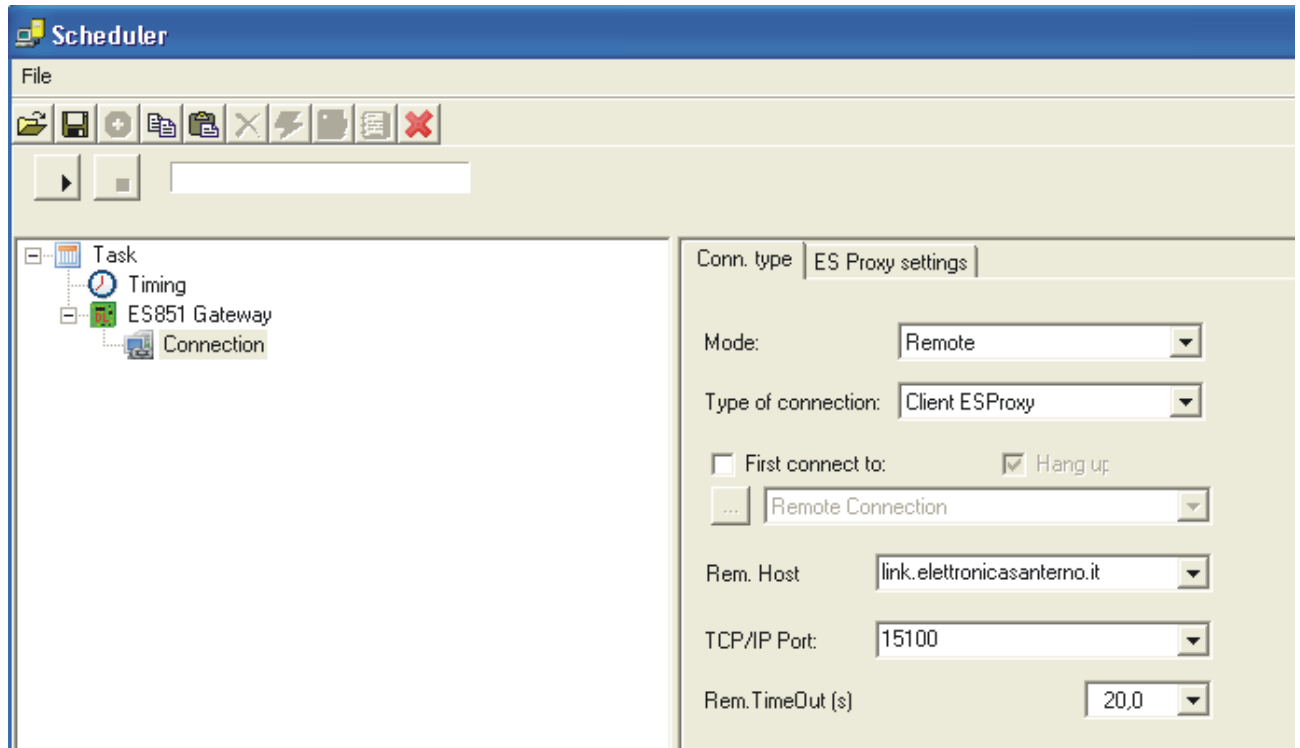 Scheduler
File
Task
Timing
ES851 Gateway
Connection
Conn. type
ES Proxy settings
Mode:
Remote
Type of connection:
Client ESProxy
First connect to:
Hang up
...
Remote Connection
Rem. Host
link.elettronicasanterno.it
TCP/IP Port:
15100
Rem.TimeOut (s)
20,0